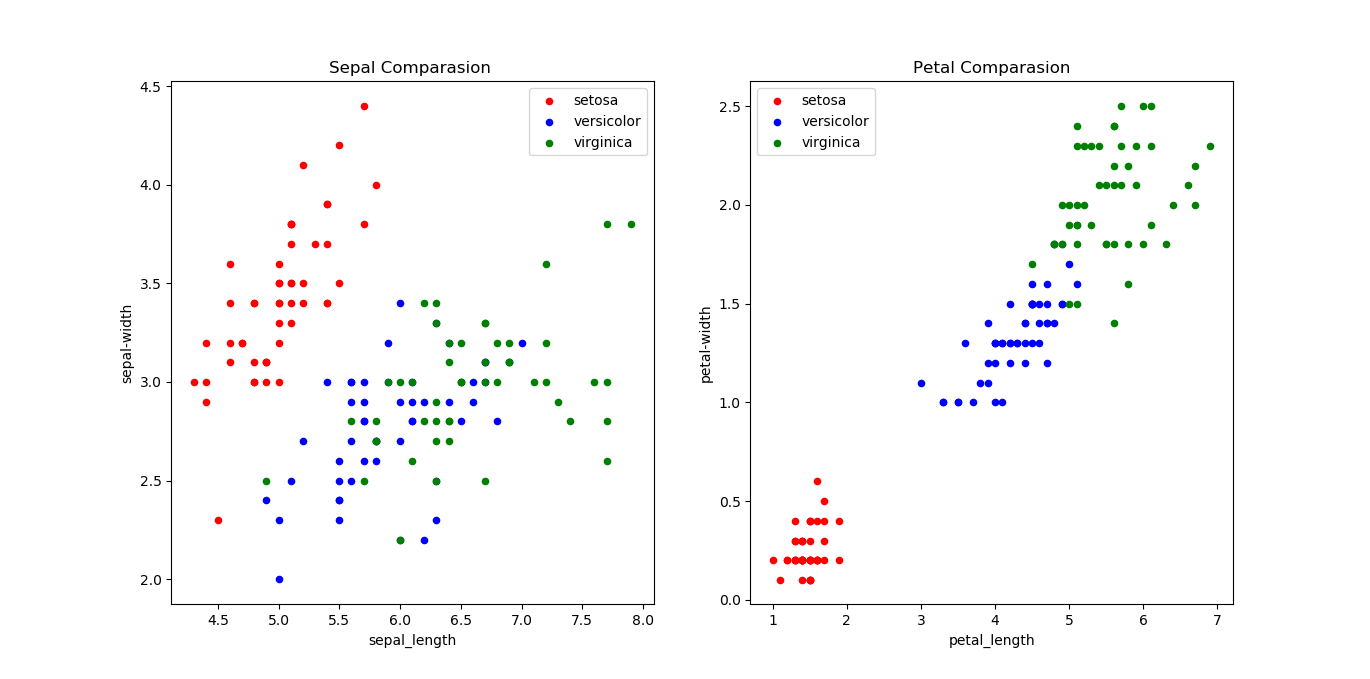 Sepal Comparasion
4.5
4.0
3.5
3.0
2.5
2.0
sepal-width
setosa
versicolor
virginica
4.5 5.0 5.5 6.0 6.5 7.0 7.5 8.0
sepal_length
Petal Comparasion
2.5
2.0
1.5
1.0
0.5
0.0
petal-width
setosa
versicolor
virginica
1 2 3 4 5 6 7
petal_length